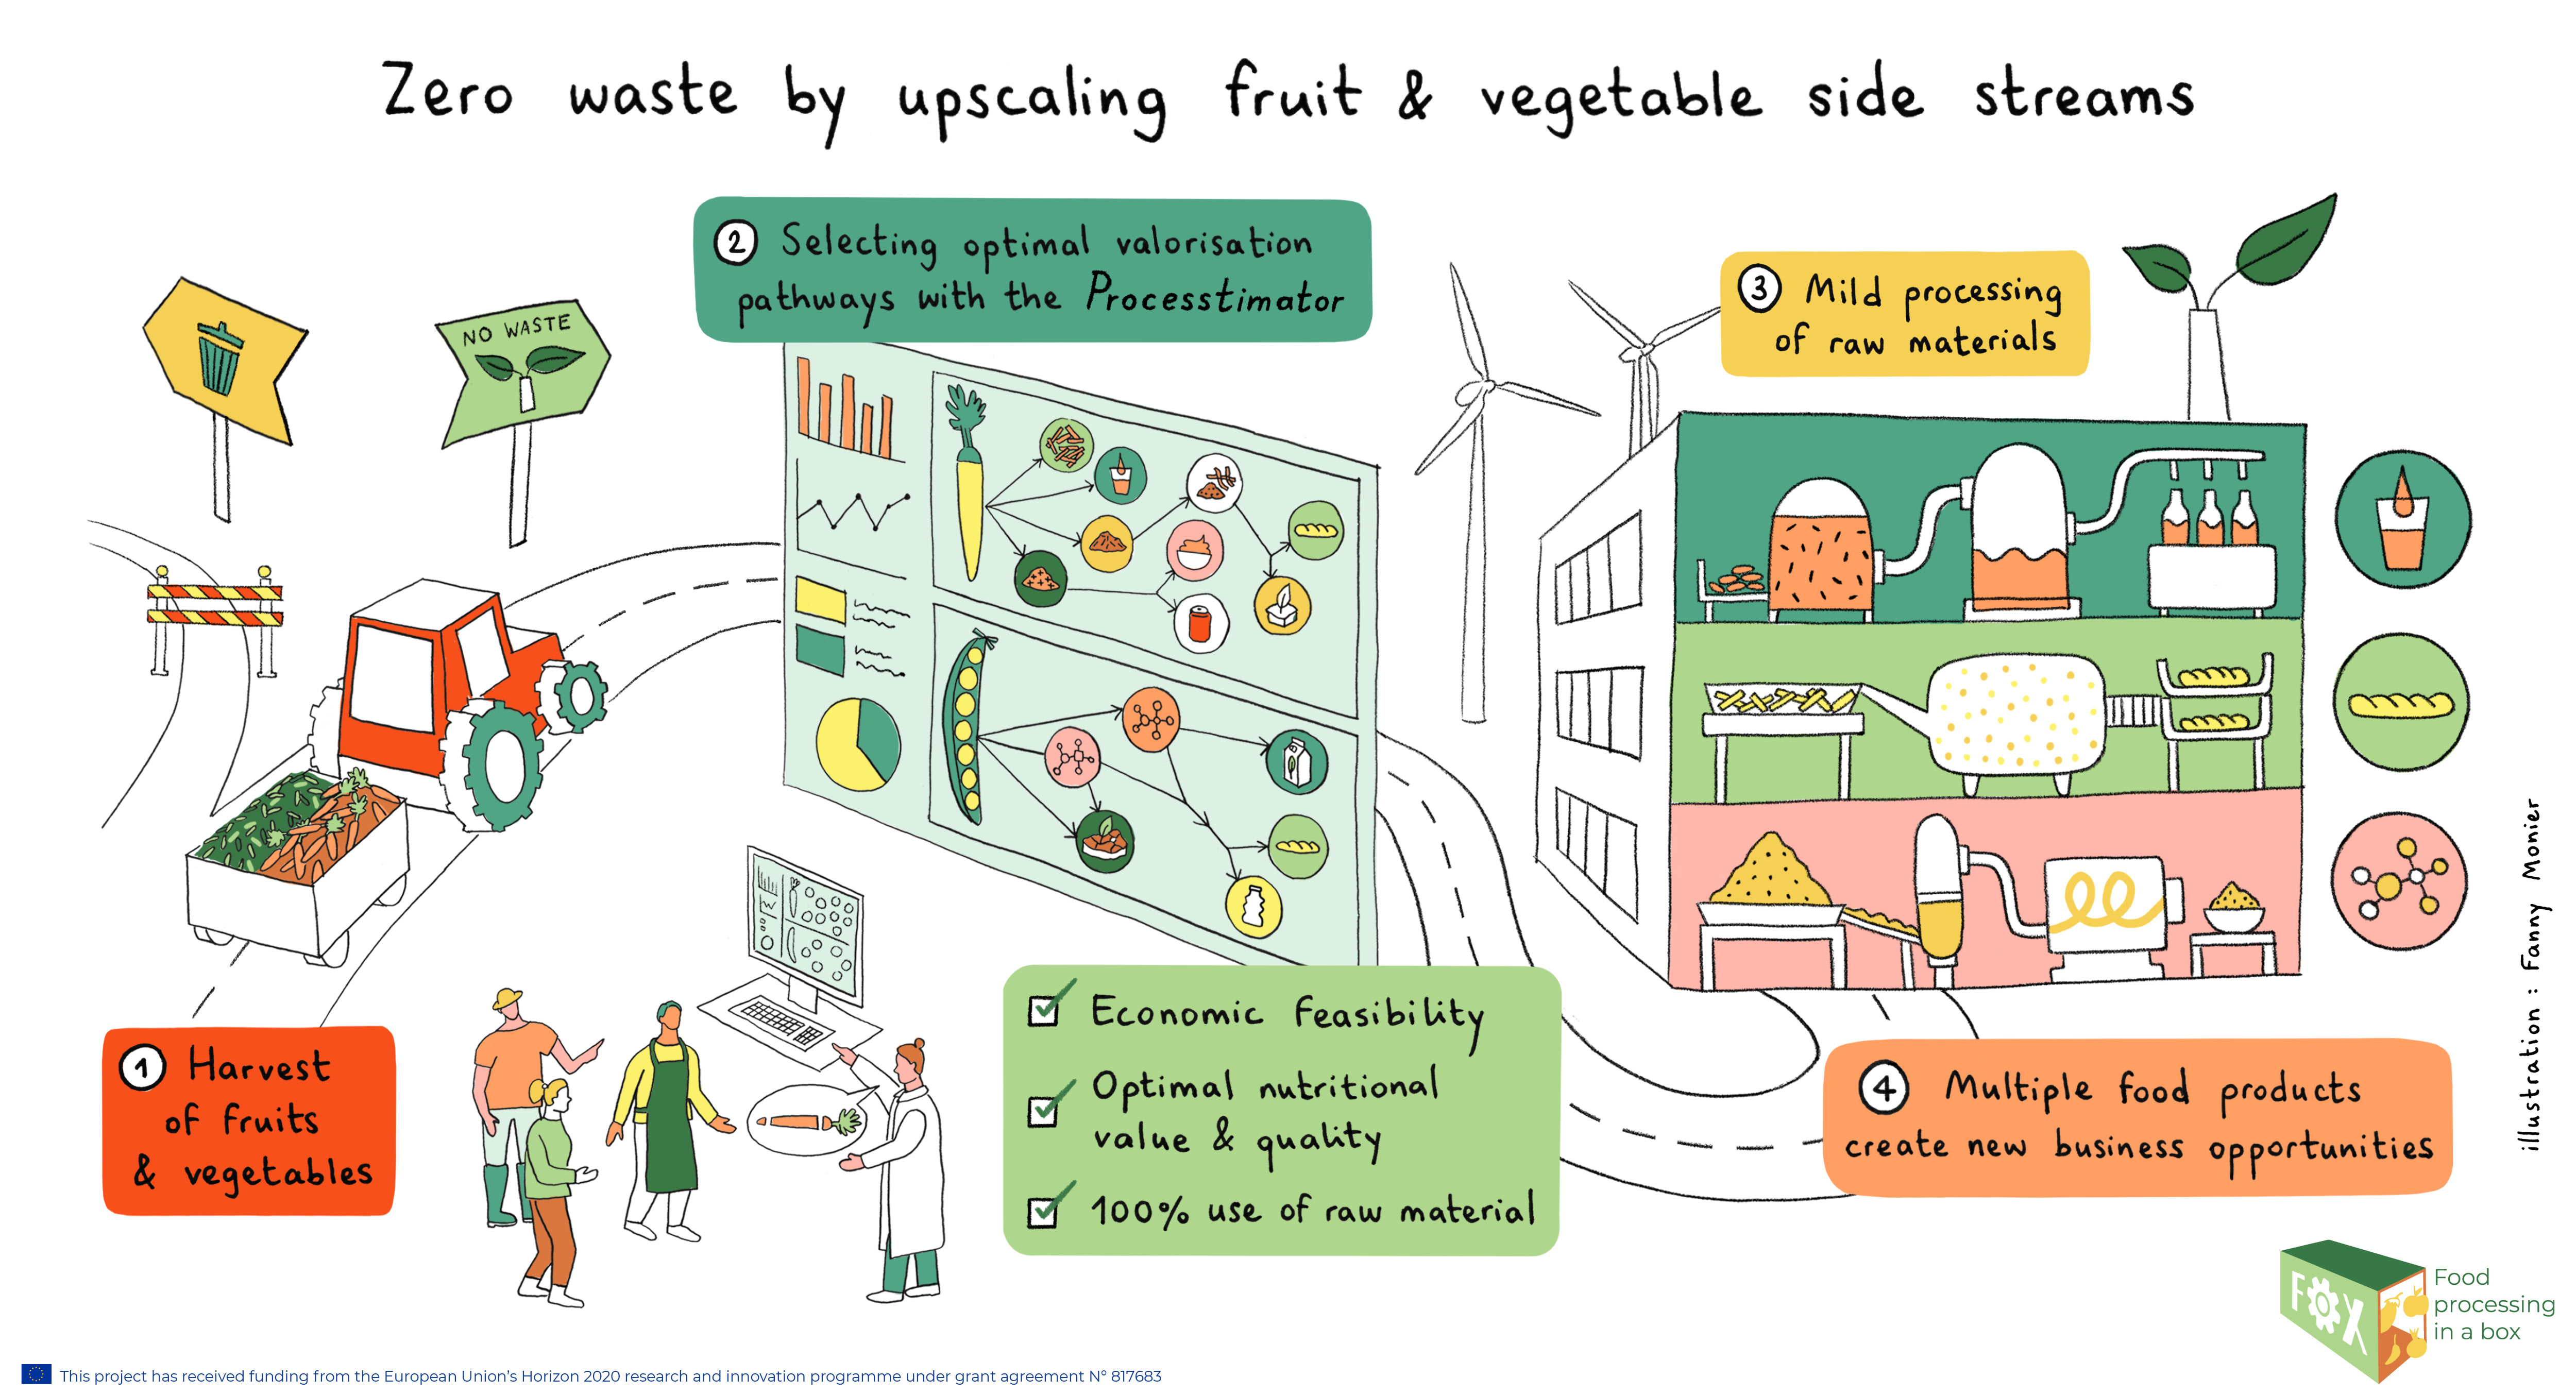 Zero waste by upscaling fruit & vegetable side streams
NO WASTE
1 Harvest
of fruits
& vegetables
2 Selecting optimal valorisation
pathways with the Processtimator
Economic feasibility
Optimal nutritional
value & quality
100% use of raw material
3 Mild processing
of raw materials
4 Multiple food products
create new business opportunities
illustration : Fanny Monier
FOX
Food
processing
in a box
This project has received funding from the European Union's Horizon 2020 research and innovation programme under grant agreement N° 817683